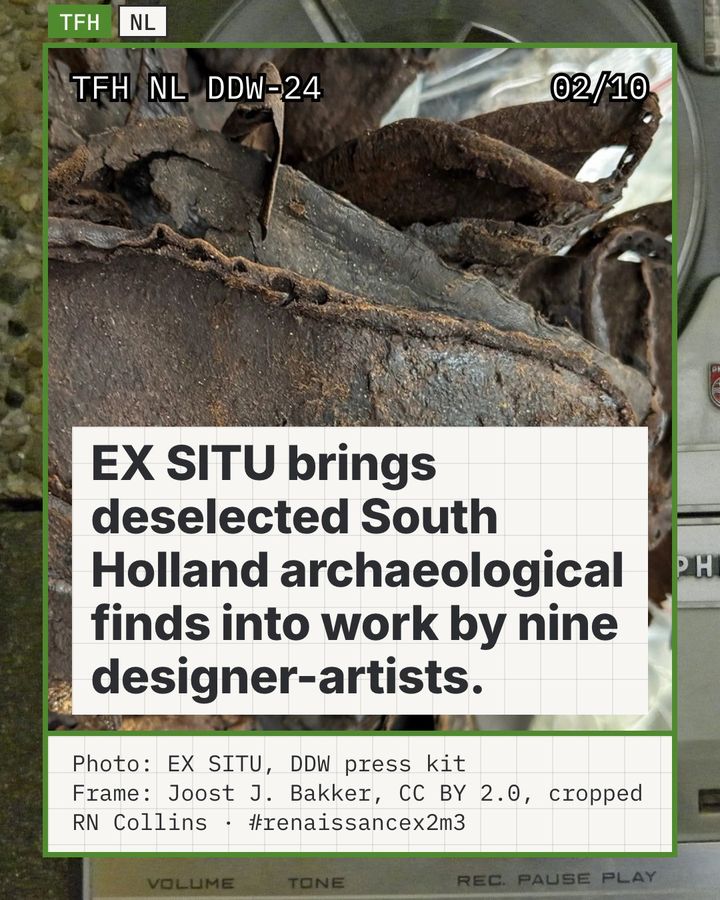 TFH NL
TFH NL DDW-24 02/10
EX SITU brings
deselected South
Holland archaeological
finds into work by nine
designer-artists.
PH
Photo: EX SITU, DDW press kit
Frame: Joost J. Bakker, CC BY 2.0, cropped
RN Collins · #renaissancex2m3
VOLUME TONE REC. PAUSE PLAY